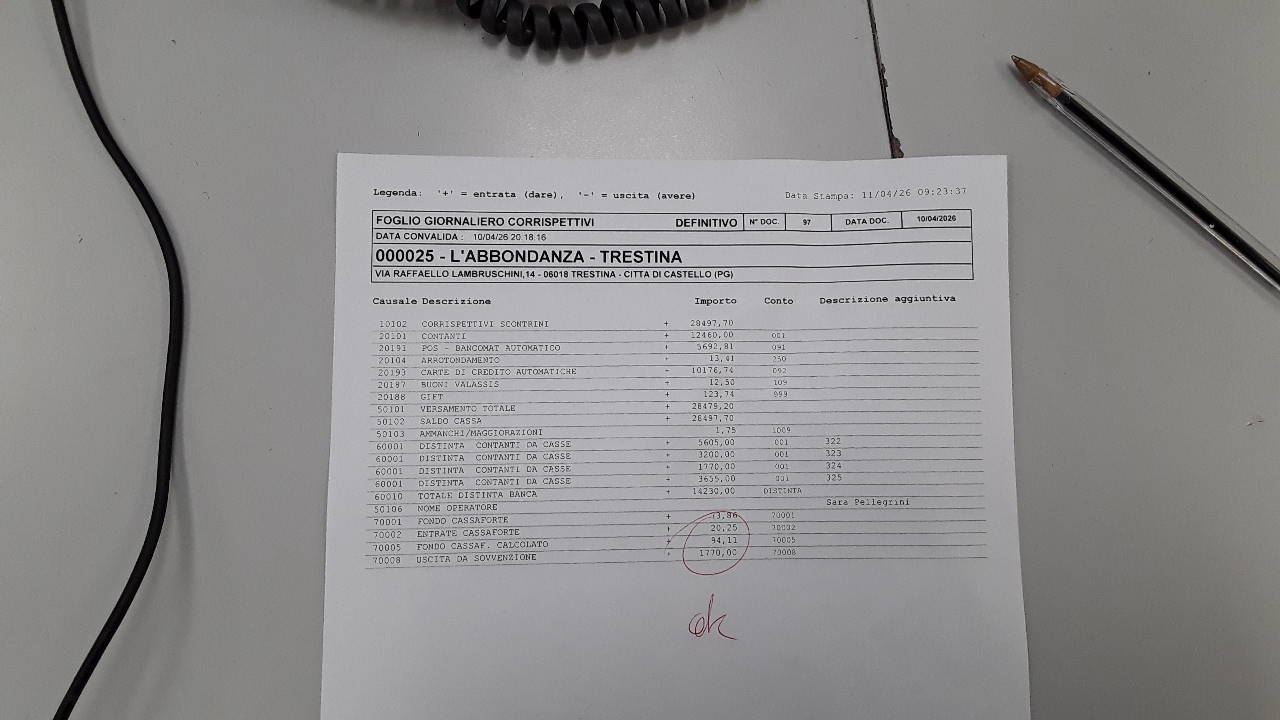 Legenda: '+' = entrata (dare), '-' = uscita (avere) Data Stampa: 11/04/26 09:23:37
FOGLIO GIORNALIERO CORRISPETTIVI DEFINITIVO N° DOC. 97 DATA DOC. 10/04/2026
DATA CONVALIDA : 10/04/26 20.18.16
000025 - L'ABBONDANZA - TRESTINA
VIA RAFFAELLO LAMBRUSCHINI,14 - 06018 TRESTINA - CITTA DI CASTELLO (PG)
Causale Descrizione Importo Conto Descrizione aggiuntiva
10102 CORRISPETTIVI SCONTRINI + 28497,70
20101 CONTANTI + 12460,00 001
20191 POS - BANCOMAT AUTOMATICO + 5692,81 091
20104 ARROTONDAMENTO + 13,41 250
20193 CARTE DI CREDITO AUTOMATICHE + 10176,74 092
20187 BUONI VALASSIS + 12,50 109
20188 GIFT + 123,74 999
50101 VERSAMENTO TOTALE + 28479,20
50102 SALDO CASSA + 28497,70
50103 AMMANCHI/MAGGIORAZIONI 1,75 1009
60001 DISTINTA CONTANTI DA CASSE + 5605,00 001 322
60001 DISTINTA CONTANTI DA CASSE + 3200,00 001 323
60001 DISTINTA CONTANTI DA CASSE + 1770,00 001 324
60001 DISTINTA CONTANTI DA CASSE + 3655,00 001 325
60010 TOTALE DISTINTA BANCA + 14230,00 DISTINTA
50106 NOME OPERATORE Sara Pellegrini
70001 FONDO CASSAFORTE + 73,86 70001
70002 ENTRATE CASSAFORTE + 20,25 70002
70005 FONDO CASSAF. CALCOLATO + 94,11 70005
70008 USCITA DA SOVVENZIONE 1770,00 70008
ok